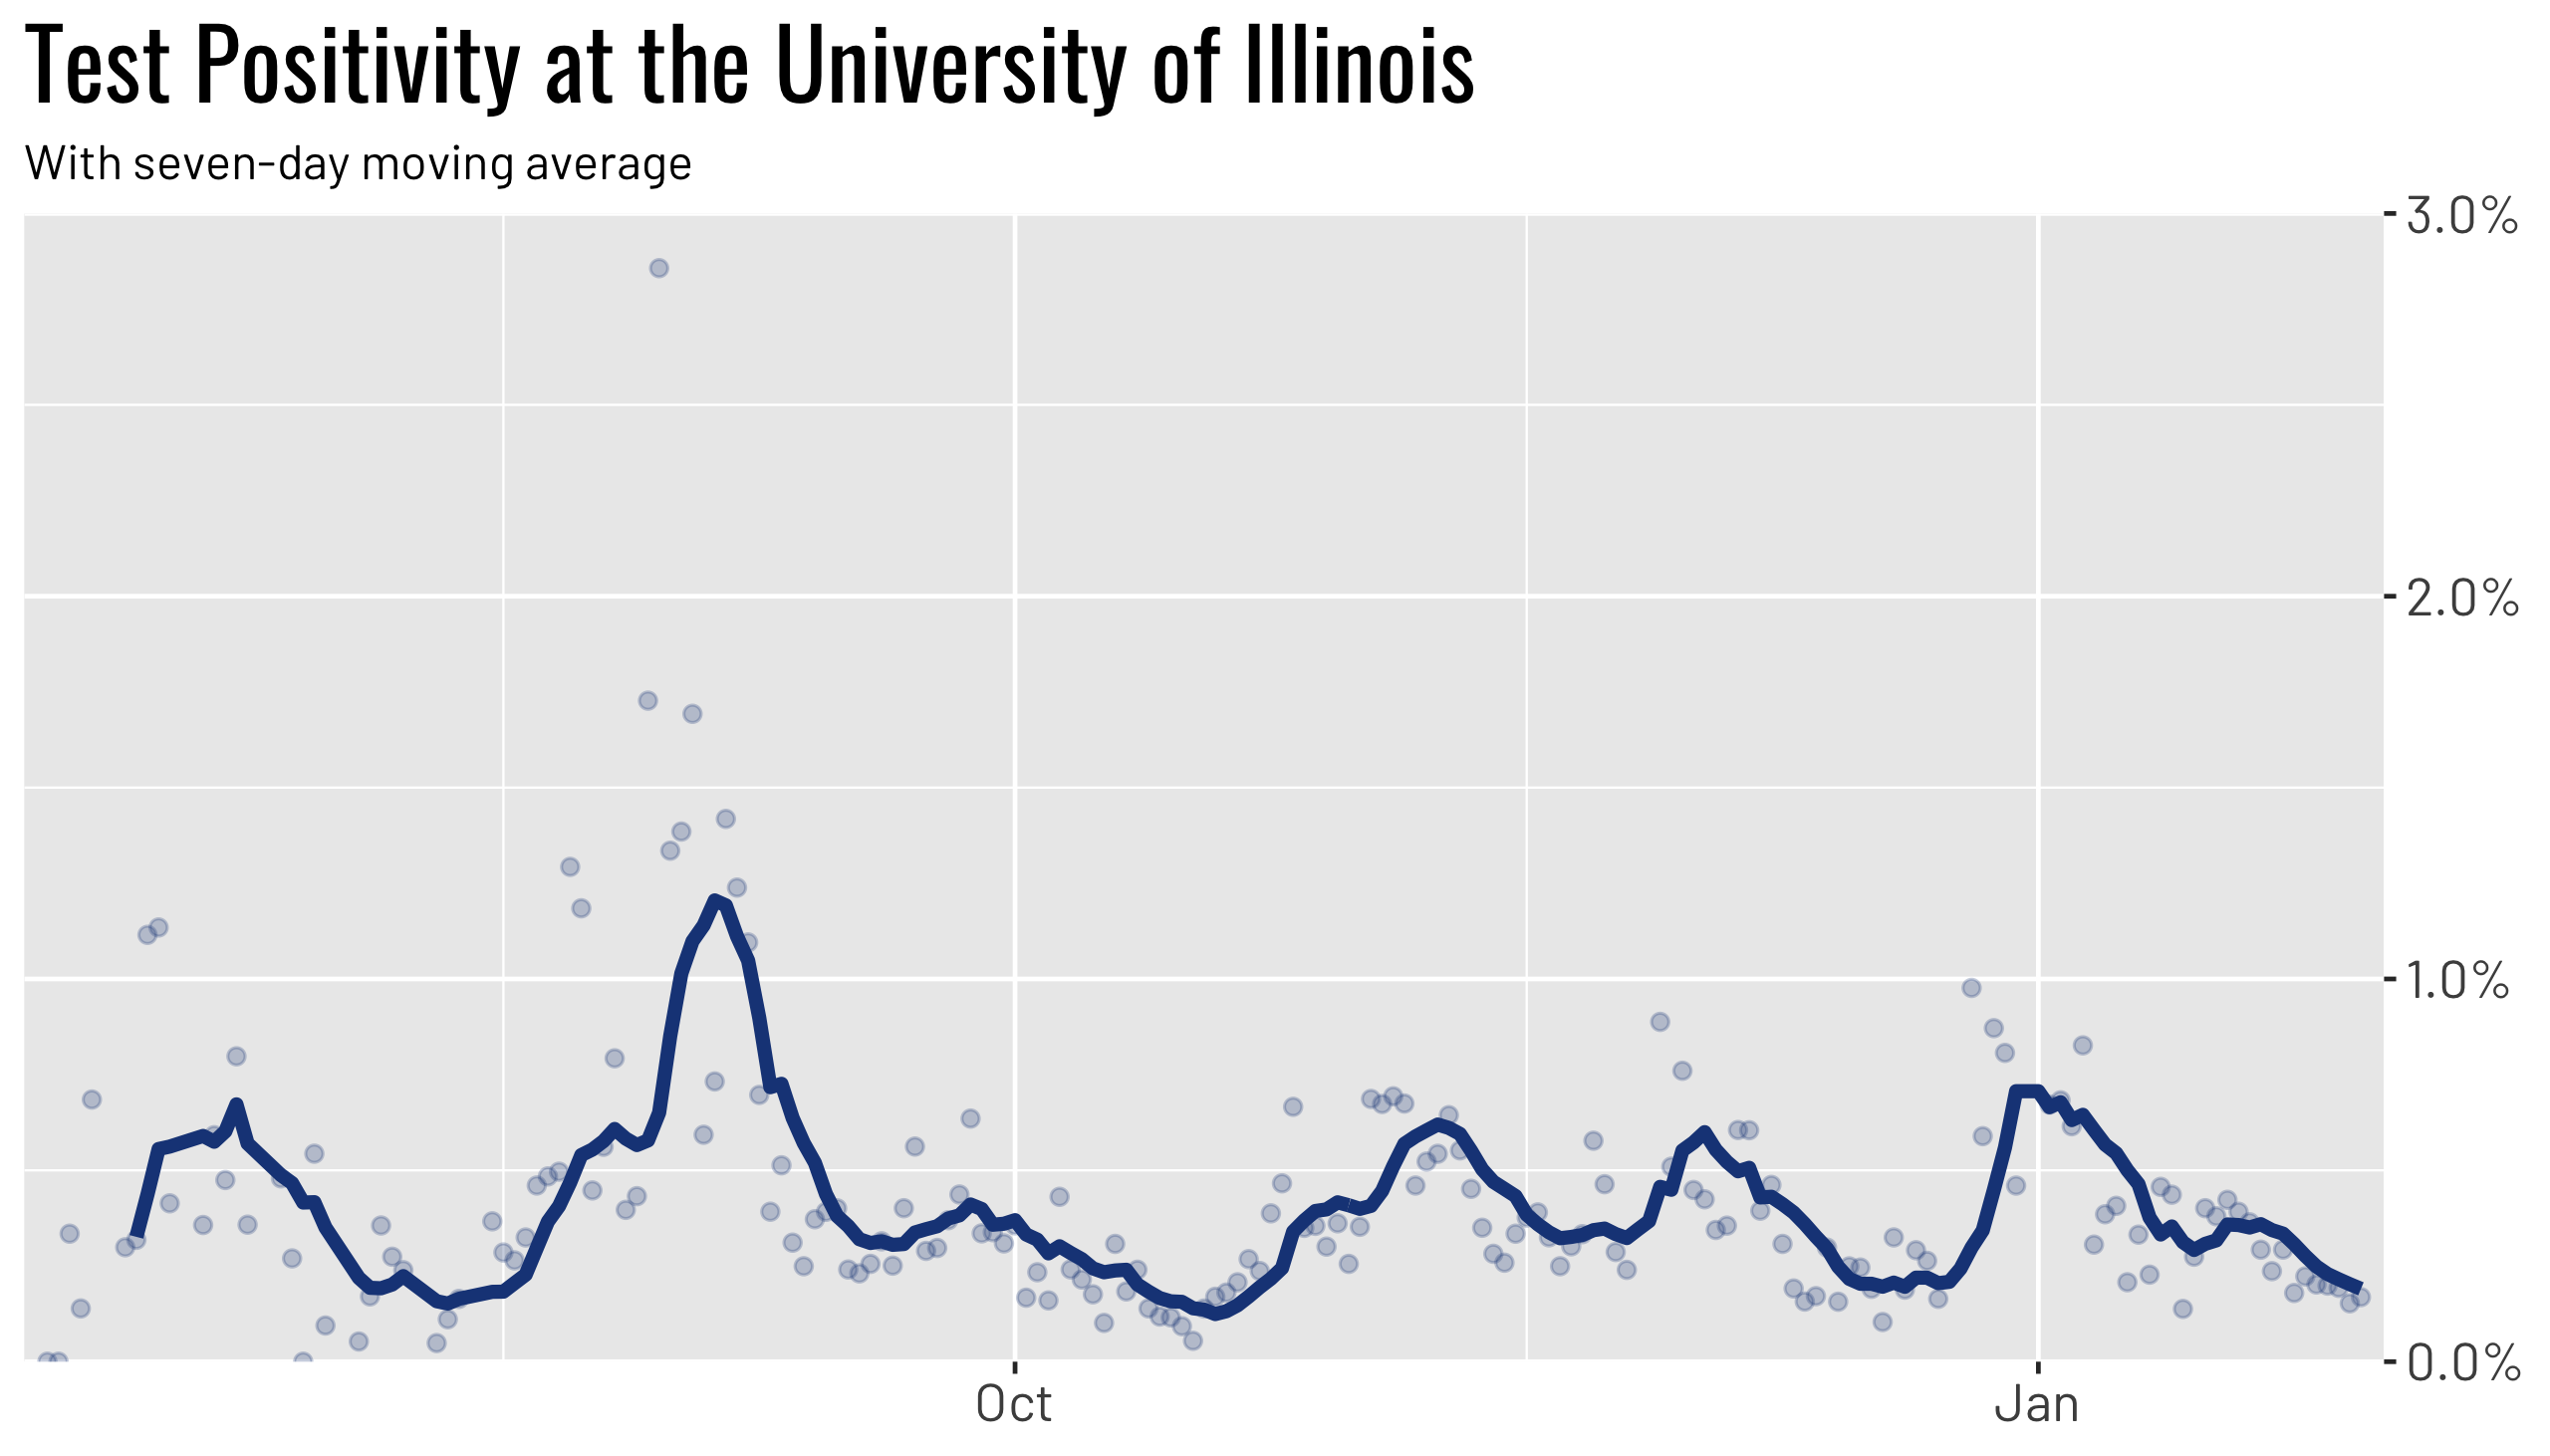 Test Positivity at the University of Illinois
With seven-day moving average
3.0%
2.0%
1.0%
0.0%
Oct
Jan